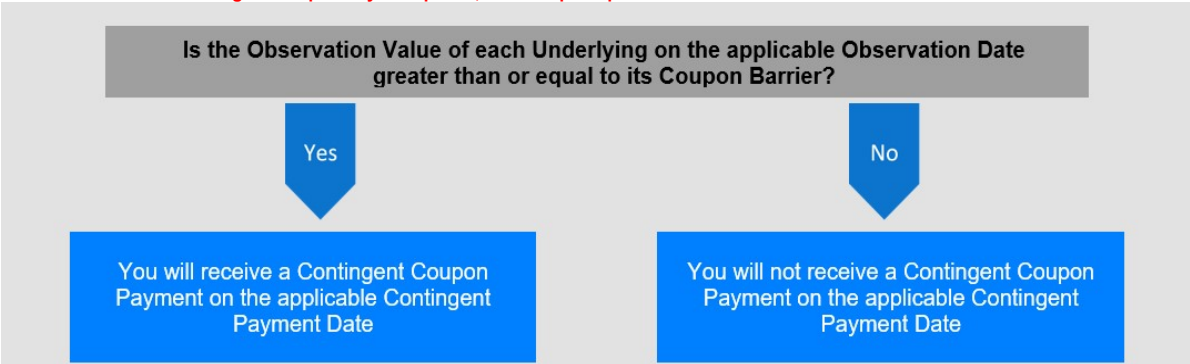 Is the Observation Value of each Underlying on the applicable Observation Date
greater than or equal to its Coupon Barrier?
Yes
No
You will receive a Contingent Coupon
Payment on the applicable Contingent
Payment Date
You will not receive a Contingent Coupon
Payment on the applicable Contingent
Payment Date